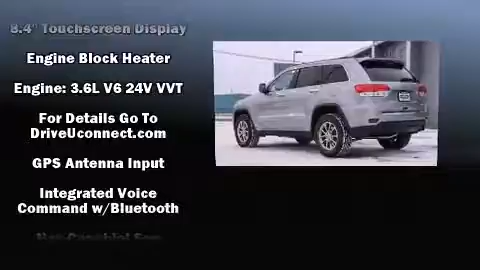 8.4" Touchscreen Display
Engine Block Heater
Engine: 3.6L V6 24V VVT
For Details Go To
DriveUconnect.com
GPS Antenna Input
Integrated Voice
Command w/Bluetooth